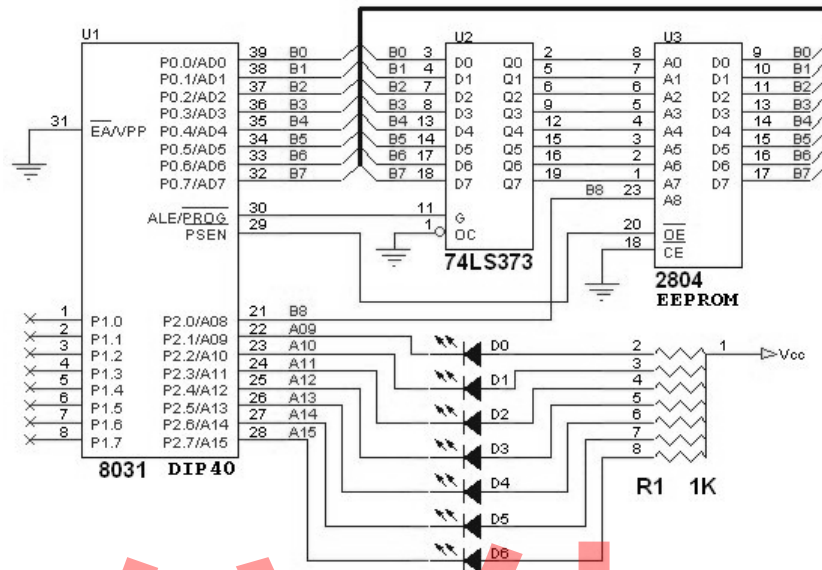 U1 U2 U3
P0.0/AD0 39 B0 B0 3 D0 Q0 2 8 A0 D0 9 B0
P0.1/AD1 38 B1 B1 4 D1 Q1 5 7 A1 D1 10 B1
P0.2/AD2 37 B2 B2 7 D2 Q2 6 6 A2 D2 11 B2
P0.3/AD3 36 B3 B3 8 D3 Q3 9 5 A3 D3 13 B3
P0.4/AD4 35 B4 B4 13 D4 Q4 12 4 A4 D4 14 B4
31 EA/VPP P0.5/AD5 34 B5 B5 14 D5 Q5 15 3 A5 D5 15 B5
P0.6/AD6 33 B6 B6 17 D6 Q6 16 2 A6 D6 16 B6
P0.7/AD7 32 B7 B7 18 D7 Q7 19 1 A7 D7 17 B7
B8 23 A8
ALE/PROG 30 11 G
PSEN 29 1 OC 20 OE
18 CE
74LS373 2804
EEPROM
1 P1.0 P2.0/A08 21 B8
2 P1.1 P2.1/A09 22 A09
3 P1.2 P2.2/A10 23 A10
4 P1.3 P2.3/A11 24 A11
5 P1.4 P2.4/A12 25 A12
6 P1.5 P2.5/A13 26 A13
7 P1.6 P2.6/A14 27 A14
8 P1.7 P2.7/A15 28 A15
8031 DIP40
D0 2 1 Vcc
D1 3
D2 4
D3 5
D4 6
D5 7
D6 8
R1 1K